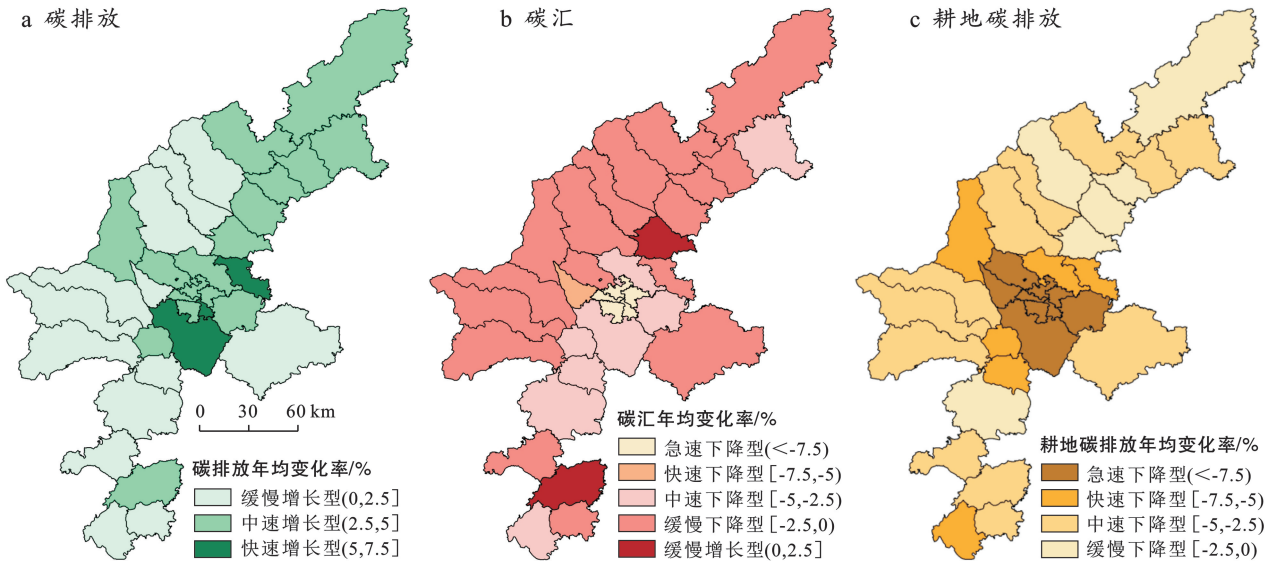 a 碳排放
b 碳汇
c 耕地碳排放
0 30 60 km
碳排放年均变化率/%
缓慢增长型(0,2.5]
中速增长型(2.5,5]
快速增长型(5,7.5]
碳汇年均变化率/%
急速下降型(<-7.5)
快速下降型[-7.5,-5)
中速下降型[-5,-2.5)
缓慢下降型[-2.5,0)
缓慢增长型(0,2.5]
耕地碳排放年均变化率/%
急速下降型(<-7.5)
快速下降型[-7.5,-5)
中速下降型[-5,-2.5)
缓慢下降型[-2.5,0)